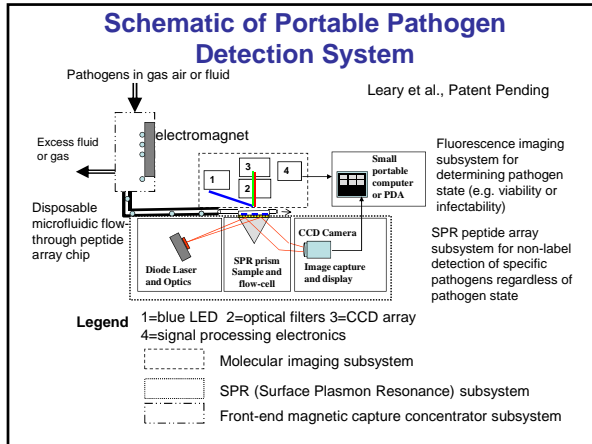 Schematic of Portable Pathogen
Detection System
Pathogens in gas air or fluid
Leary et al., Patent Pending
electromagnet
Excess fluid
or gas
1
3
2
4
Small
portable
computer
or PDA
Fluorescence imaging
subsystem for
determining pathogen
state (e.g. viability or
infectability)
Disposable
microfluidic flow-
through peptide
array chip
SPR peptide array
subsystem for non-label
detection of specific
pathogens regardless of
pathogen state
Diode Laser
and Optics
SPR prism
Sample and
flow-cell
CCD Camera
Image capture
and display
Legend
1=blue LED 2=optical filters 3=CCD array
4=signal processing electronics
Molecular imaging subsystem
SPR (Surface Plasmon Resonance) subsystem
Front-end magnetic capture concentrator subsystem